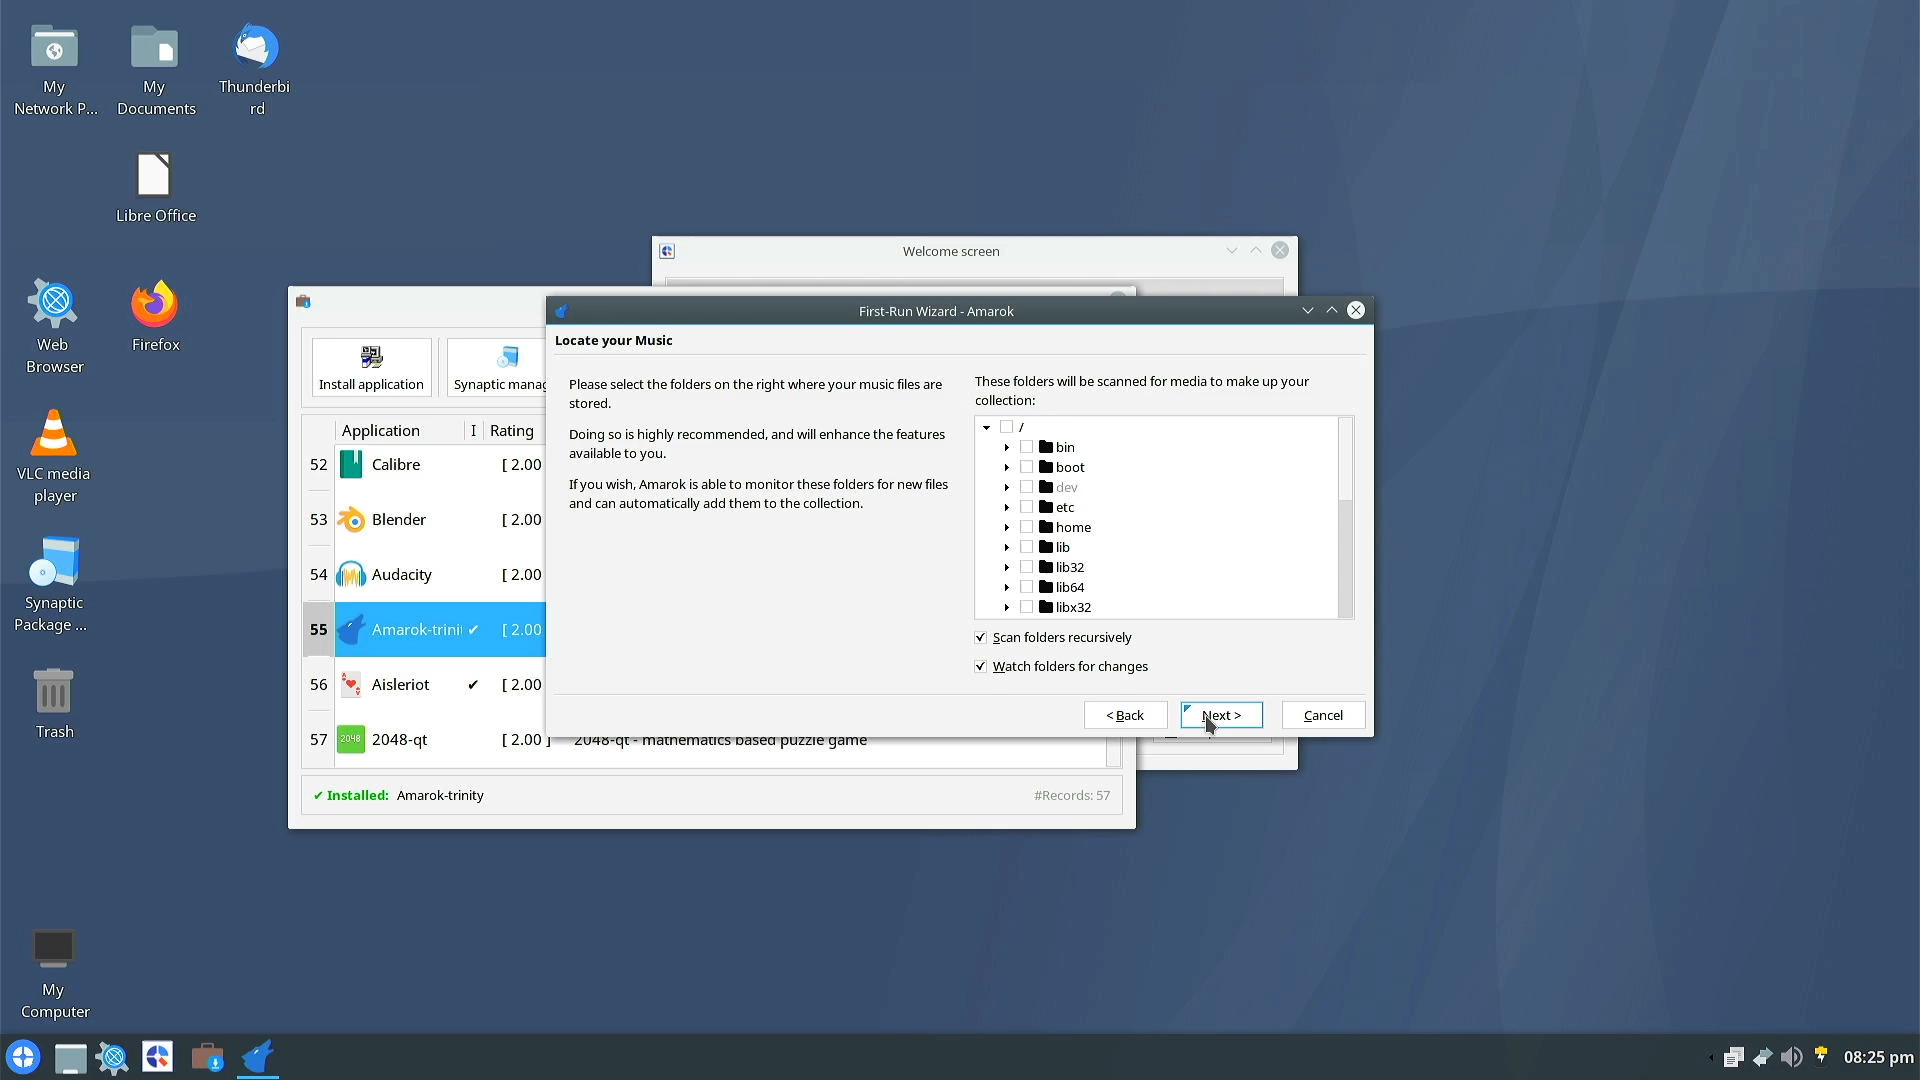 My
Network P...
My
Documents
Thunderbi
rd
Libre Office
Web
Browser
Firefox
VLC media
player
Synaptic
Package ...
Trash
My
Computer
Welcome screen
Install application
Synaptic manag
Application
I
Rating
52
Calibre
[ 2.00
53
Blender
[ 2.00
54
Audacity
[ 2.00
55
Amarok-trini
✔
[ 2.00
56
Aisleriot
✔
[ 2.00
57
2048
2048-qt
[ 2.00 ]
2048-qt - mathematics based puzzle game
✔ Installed: Amarok-trinity
#Records: 57
First-Run Wizard - Amarok
Locate your Music
Please select the folders on the right where your music files are
stored.
Doing so is highly recommended, and will enhance the features
available to you.
If you wish, Amarok is able to monitor these folders for new files
and can automatically add them to the collection.
These folders will be scanned for media to make up your
collection:
/
bin
boot
dev
etc
home
lib
lib32
lib64
libx32
Scan folders recursively
Watch folders for changes
< Back
Next >
Cancel
08:25 pm